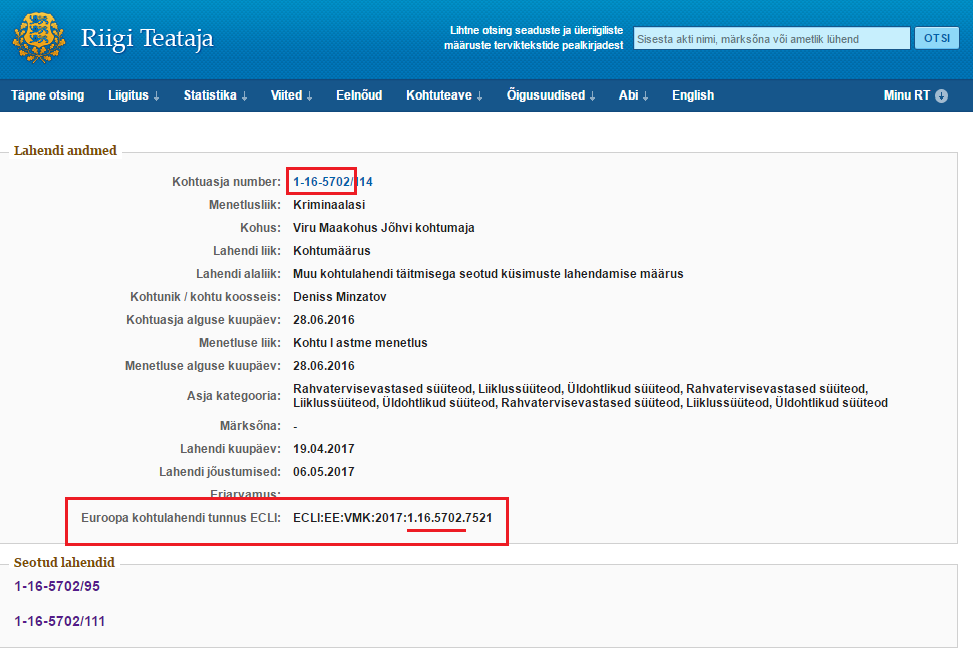 Riigi Teataja
Lihtne otsing seaduste ja üleriigiliste
määruste terviktekstide pealkirjadest
Sisesta akti nimi, märksõna või ametlik lühend
OTSI
Täpne otsing Liigitus ↓ Statistika ↓ Viited ↓ Eelnõud Kohtuteave ↓ Õigusuudised ↓ Abi ↓ English Minu RT
Lahendi andmed
Kohtuasja number: 1-16-5702/114
Menetlusliik: Kriminaalasi
Kohus: Viru Maakohus Jõhvi kohtumaja
Lahendi liik: Kohtumäärus
Lahendi alaliik: Muu kohtulahendi täitmisega seotud küsimuste lahendamise määrus
Kohtunik / kohtu koosseis: Deniss Minzatov
Kohtuasja alguse kuupäev: 28.06.2016
Menetluse liik: Kohtu I astme menetlus
Menetluse alguse kuupäev: 28.06.2016
Asja kategooria: Rahvatervisevastased süüteod, Liiklussüüteod, Üldohtlikud süüteod, Rahvatervisevastased süüteod,
Liiklussüüteod, Üldohtlikud süüteod, Rahvatervisevastased süüteod, Liiklussüüteod, Üldohtlikud süüteod
Märksõna: -
Lahendi kuupäev: 19.04.2017
Lahendi jõustumised: 06.05.2017
Eriarvamus:
Euroopa kohtulahendi tunnus ECLI: ECLI:EE:VMK:2017:1.16.5702.7521
Seotud lahendid
1-16-5702/95
1-16-5702/111